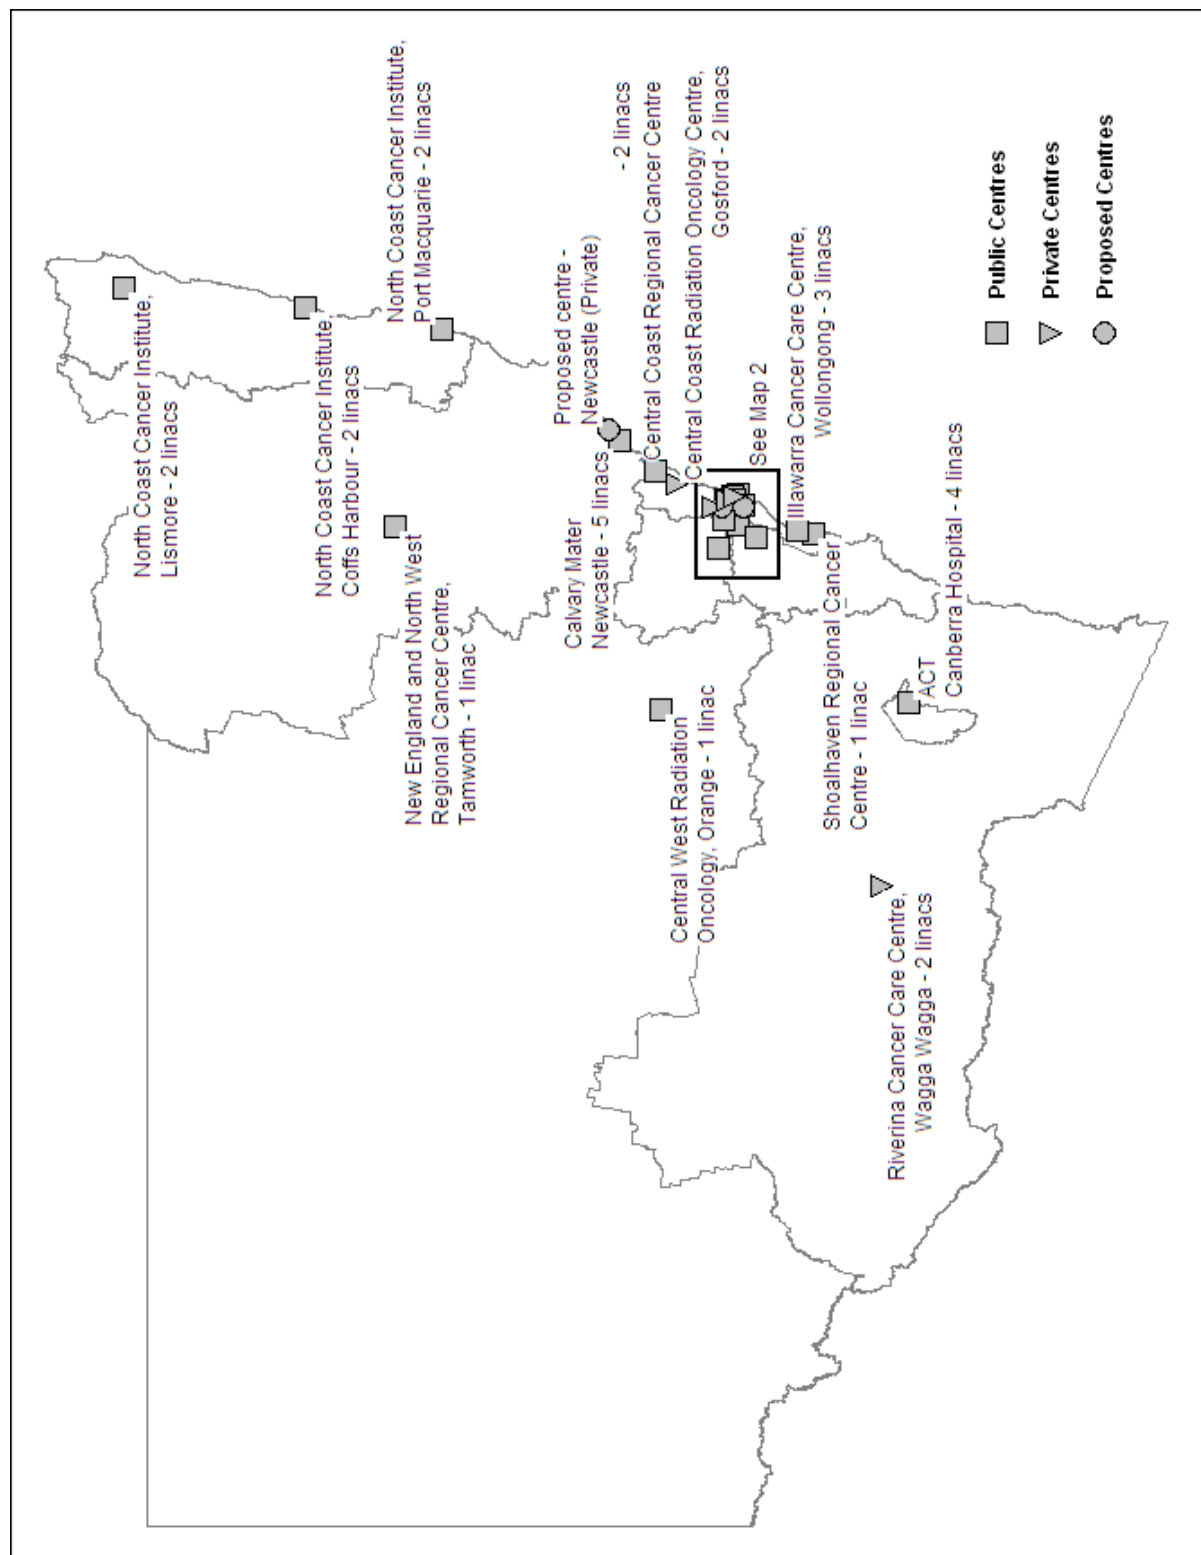 North Coast Cancer Institute,
Lismore - 2 linacs
North Coast Cancer Institute,
Coffs Harbour - 2 linacs
North Coast Cancer Institute,
Port Macquarie - 2 linacs
New England and North West
Regional Cancer Centre,
Tamworth - 1 linac
Proposed centre -
Newcastle (Private)
Calvary Mater
Newcastle - 5 linacs
- 2 linacs
Central Coast Regional Cancer Centre
Central Coast Radiation Oncology Centre,
Gosford - 2 linacs
Central West Radiation
Oncology, Orange - 1 linac
See Map 2
Illawarra Cancer Care Centre,
Wollongong - 3 linacs
Shoalhaven Regional Cancer
Centre - 1 linac
ACT
Canberra Hospital - 4 linacs
Riverina Cancer Care Centre,
Wagga Wagga - 2 linacs
Public Centres
Private Centres
Proposed Centres